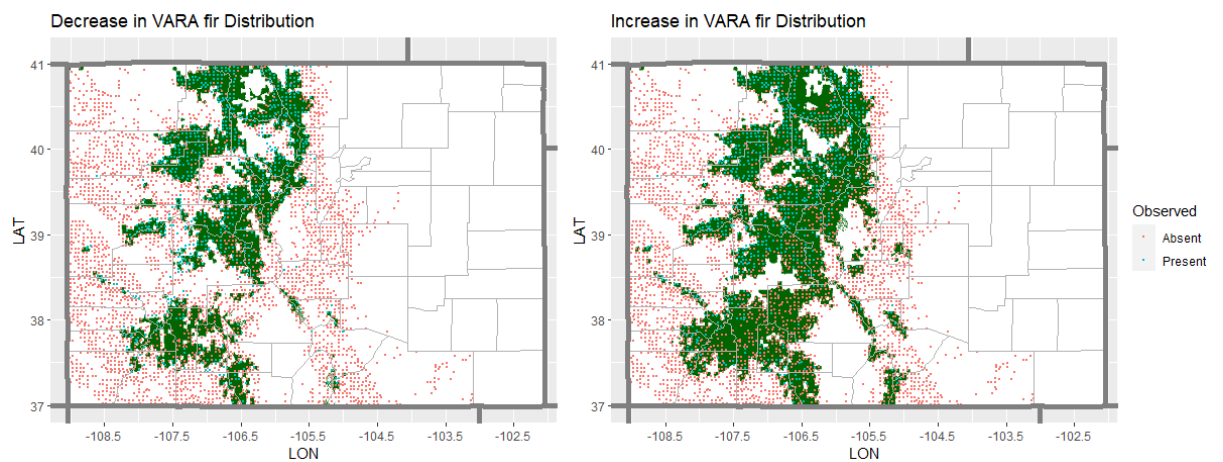 Decrease in VARA fir Distribution
41
40
39
38
37
LAT
-108.5 -107.5 -106.5 -105.5 -104.5 -103.5 -102.5
LON
Increase in VARA fir Distribution
41
40
39
38
37
LAT
-108.5 -107.5 -106.5 -105.5 -104.5 -103.5 -102.5
LON
Observed
Absent
Present